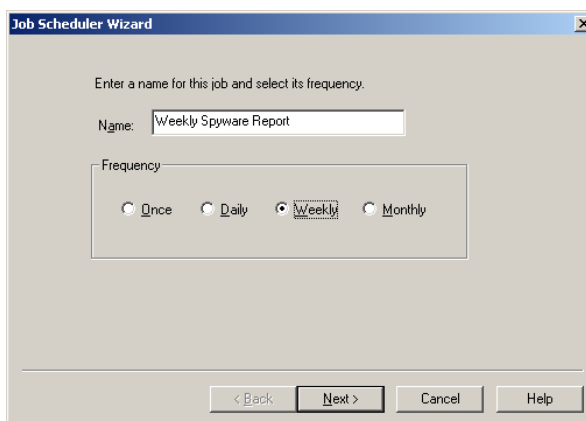 Job Scheduler Wizard
Enter a name for this job and select its frequency.
Name: Weekly Spyware Report
Frequency
Once Daily Weekly Monthly
< Back Next > Cancel Help